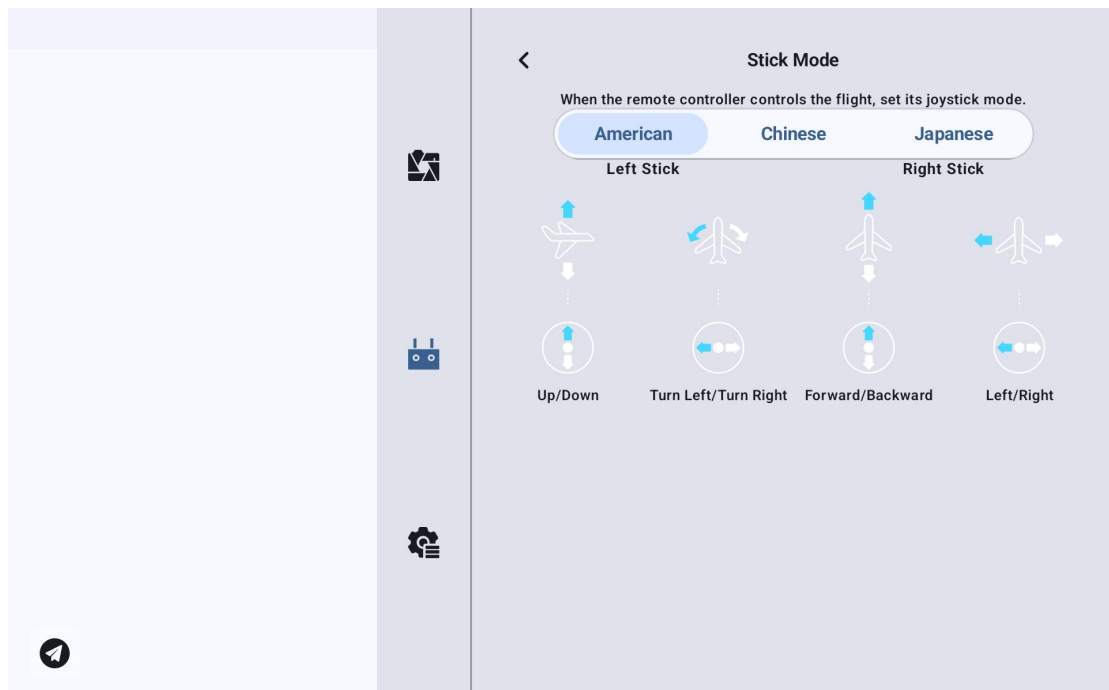 Stick Mode
When the remote controller controls the flight, set its joystick mode.
American Chinese Japanese
Left Stick Right Stick
Up/Down Turn Left/Turn Right Forward/Backward Left/Right